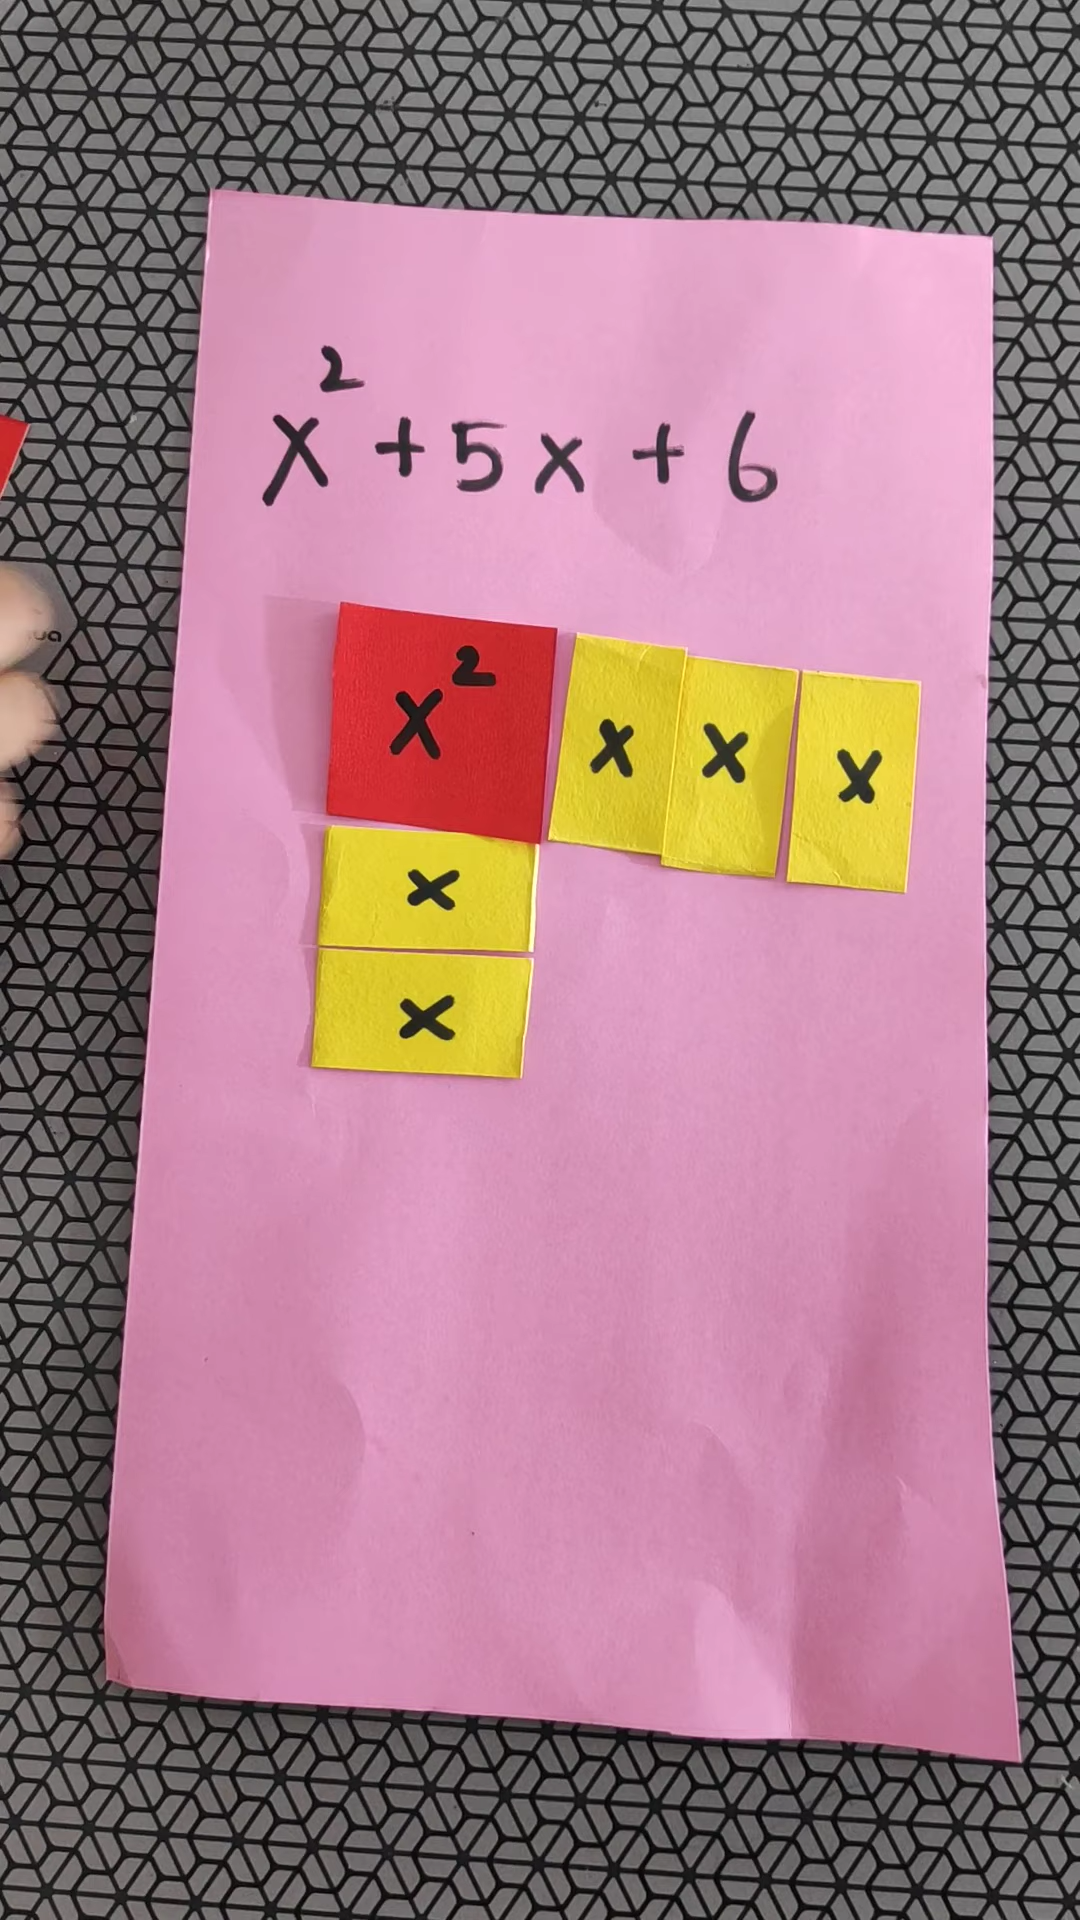 x² + 5x + 6
x² x x x
x
x